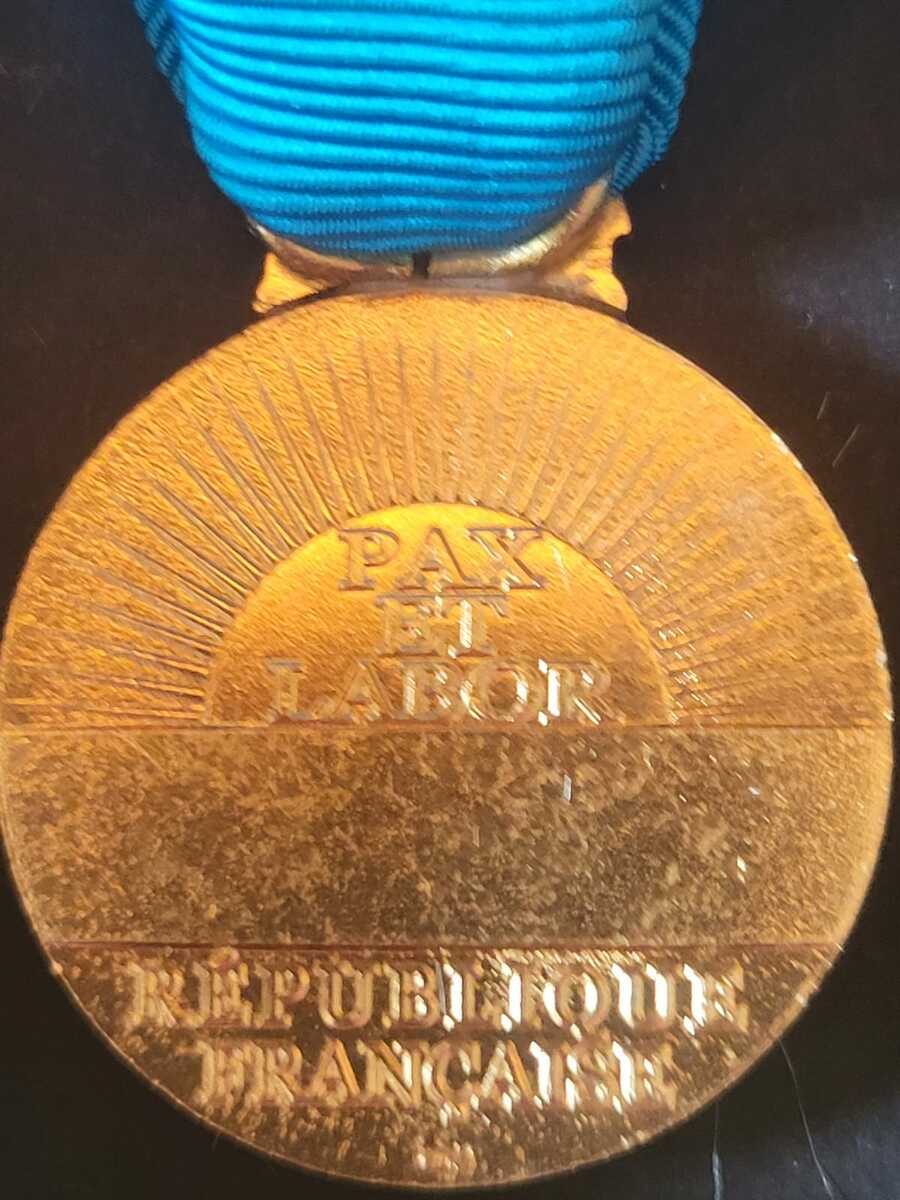 PAX
ET
LABOR
RÉPUBLIQUE
FRANÇAISE